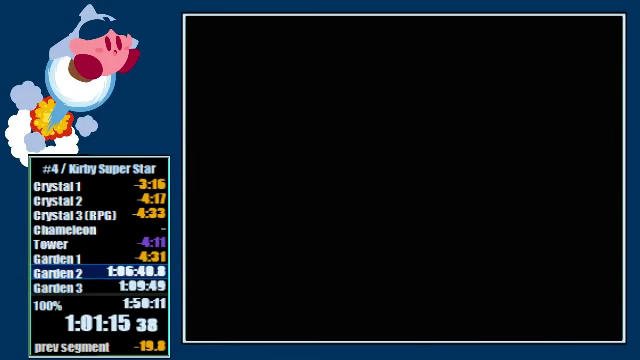 #4 / Kirby Super Star
Crystal 1 -3:16
Crystal 2 -4:17
Crystal 3 (RPG) -4:33
Chameleon -
Tower -4:11
Garden 1 -4:31
Garden 2 1:06:40.8
Garden 3 1:09:49
100% 1:50:11
1:01:15 38
prev segment -19.8